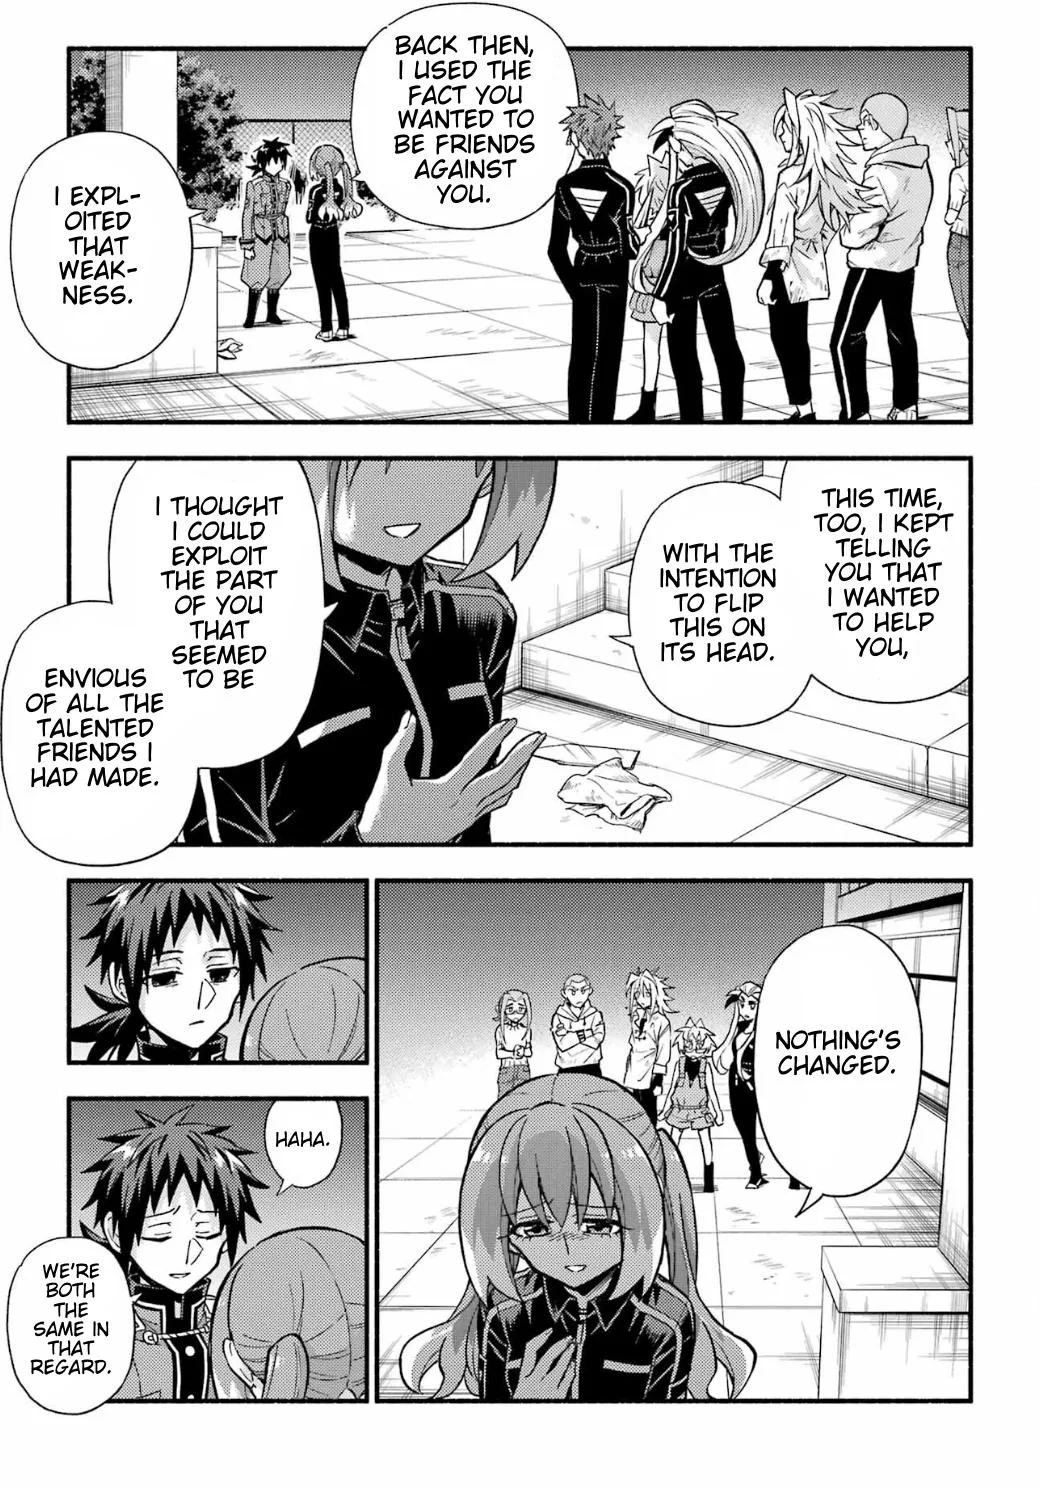 BACK THEN,
I USED THE
FACT YOU
WANTED TO
BE FRIENDS
AGAINST
YOU.
I EXPL-
OITED
THAT
WEAK-
NESS.
THIS TIME,
TOO, I KEPT
TELLING
YOU THAT
I WANTED
TO HELP
YOU,
WITH THE
INTENTION
TO FLIP
THIS ON
ITS HEAD.
I THOUGHT
I COULD
EXPLOIT
THE PART
OF YOU
THAT
SEEMED
TO BE
ENVIOUS
OF ALL THE
TALENTED
FRIENDS I
HAD MADE.
NOTHING'S
CHANGED.
HAHA.
WE'RE
BOTH
THE
SAME IN
THAT
REGARD.